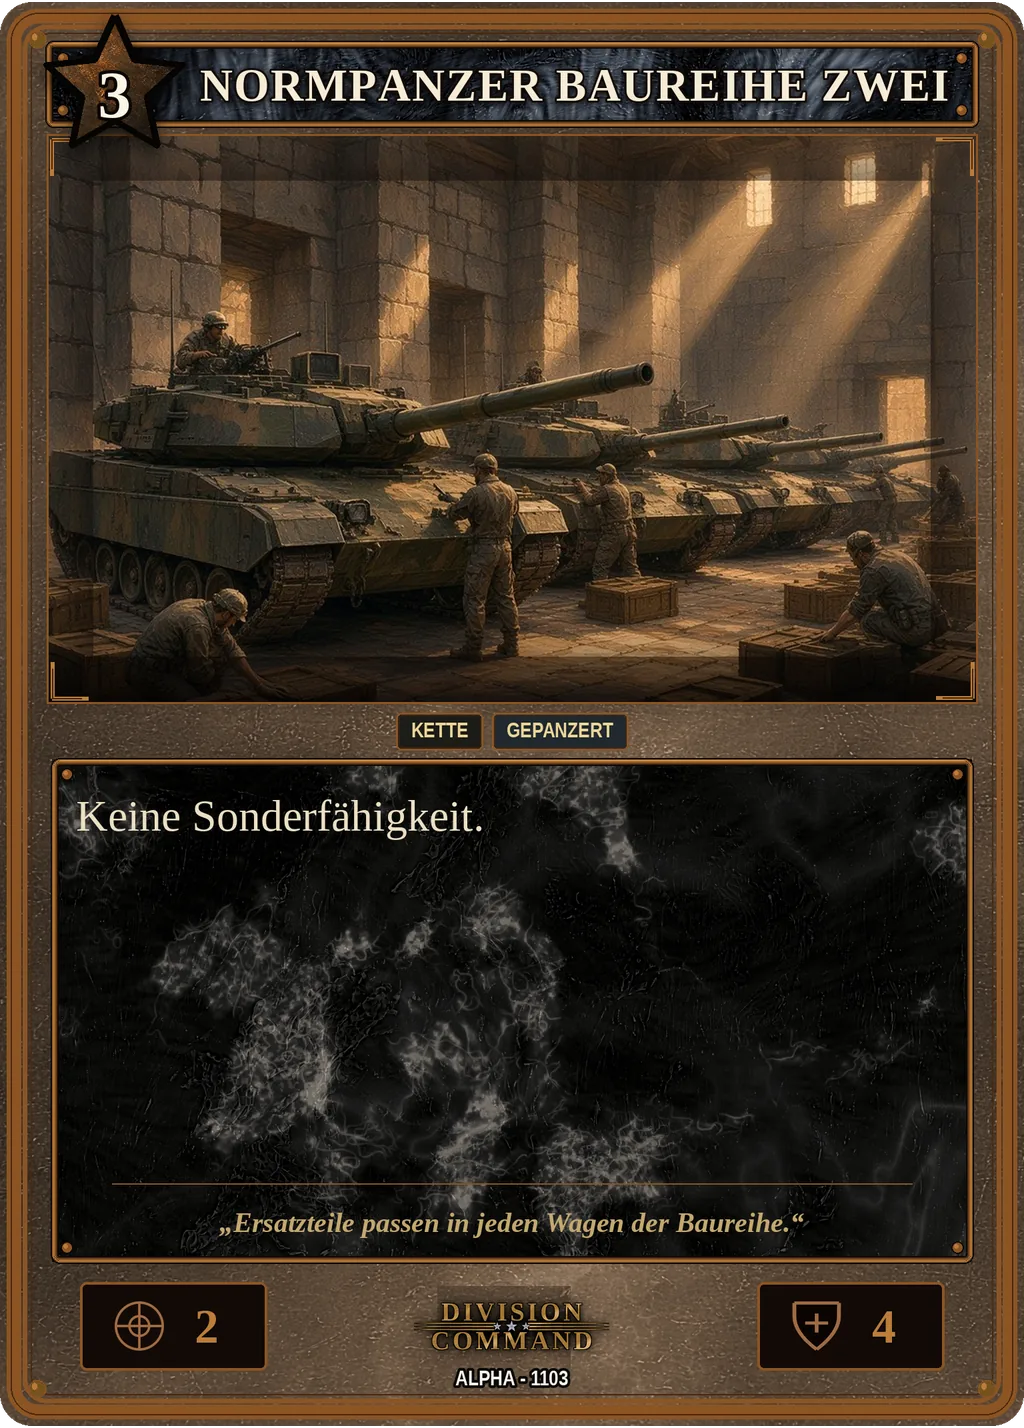 3
NORMPANZER BAUREIHE ZWEI
KETTE
GEPANZERT
Keine Sonderfähigkeit.
„Ersatzteile passen in jeden Wagen der Baureihe.“
2
DIVISION
COMMAND
4
ALPHA - 1103